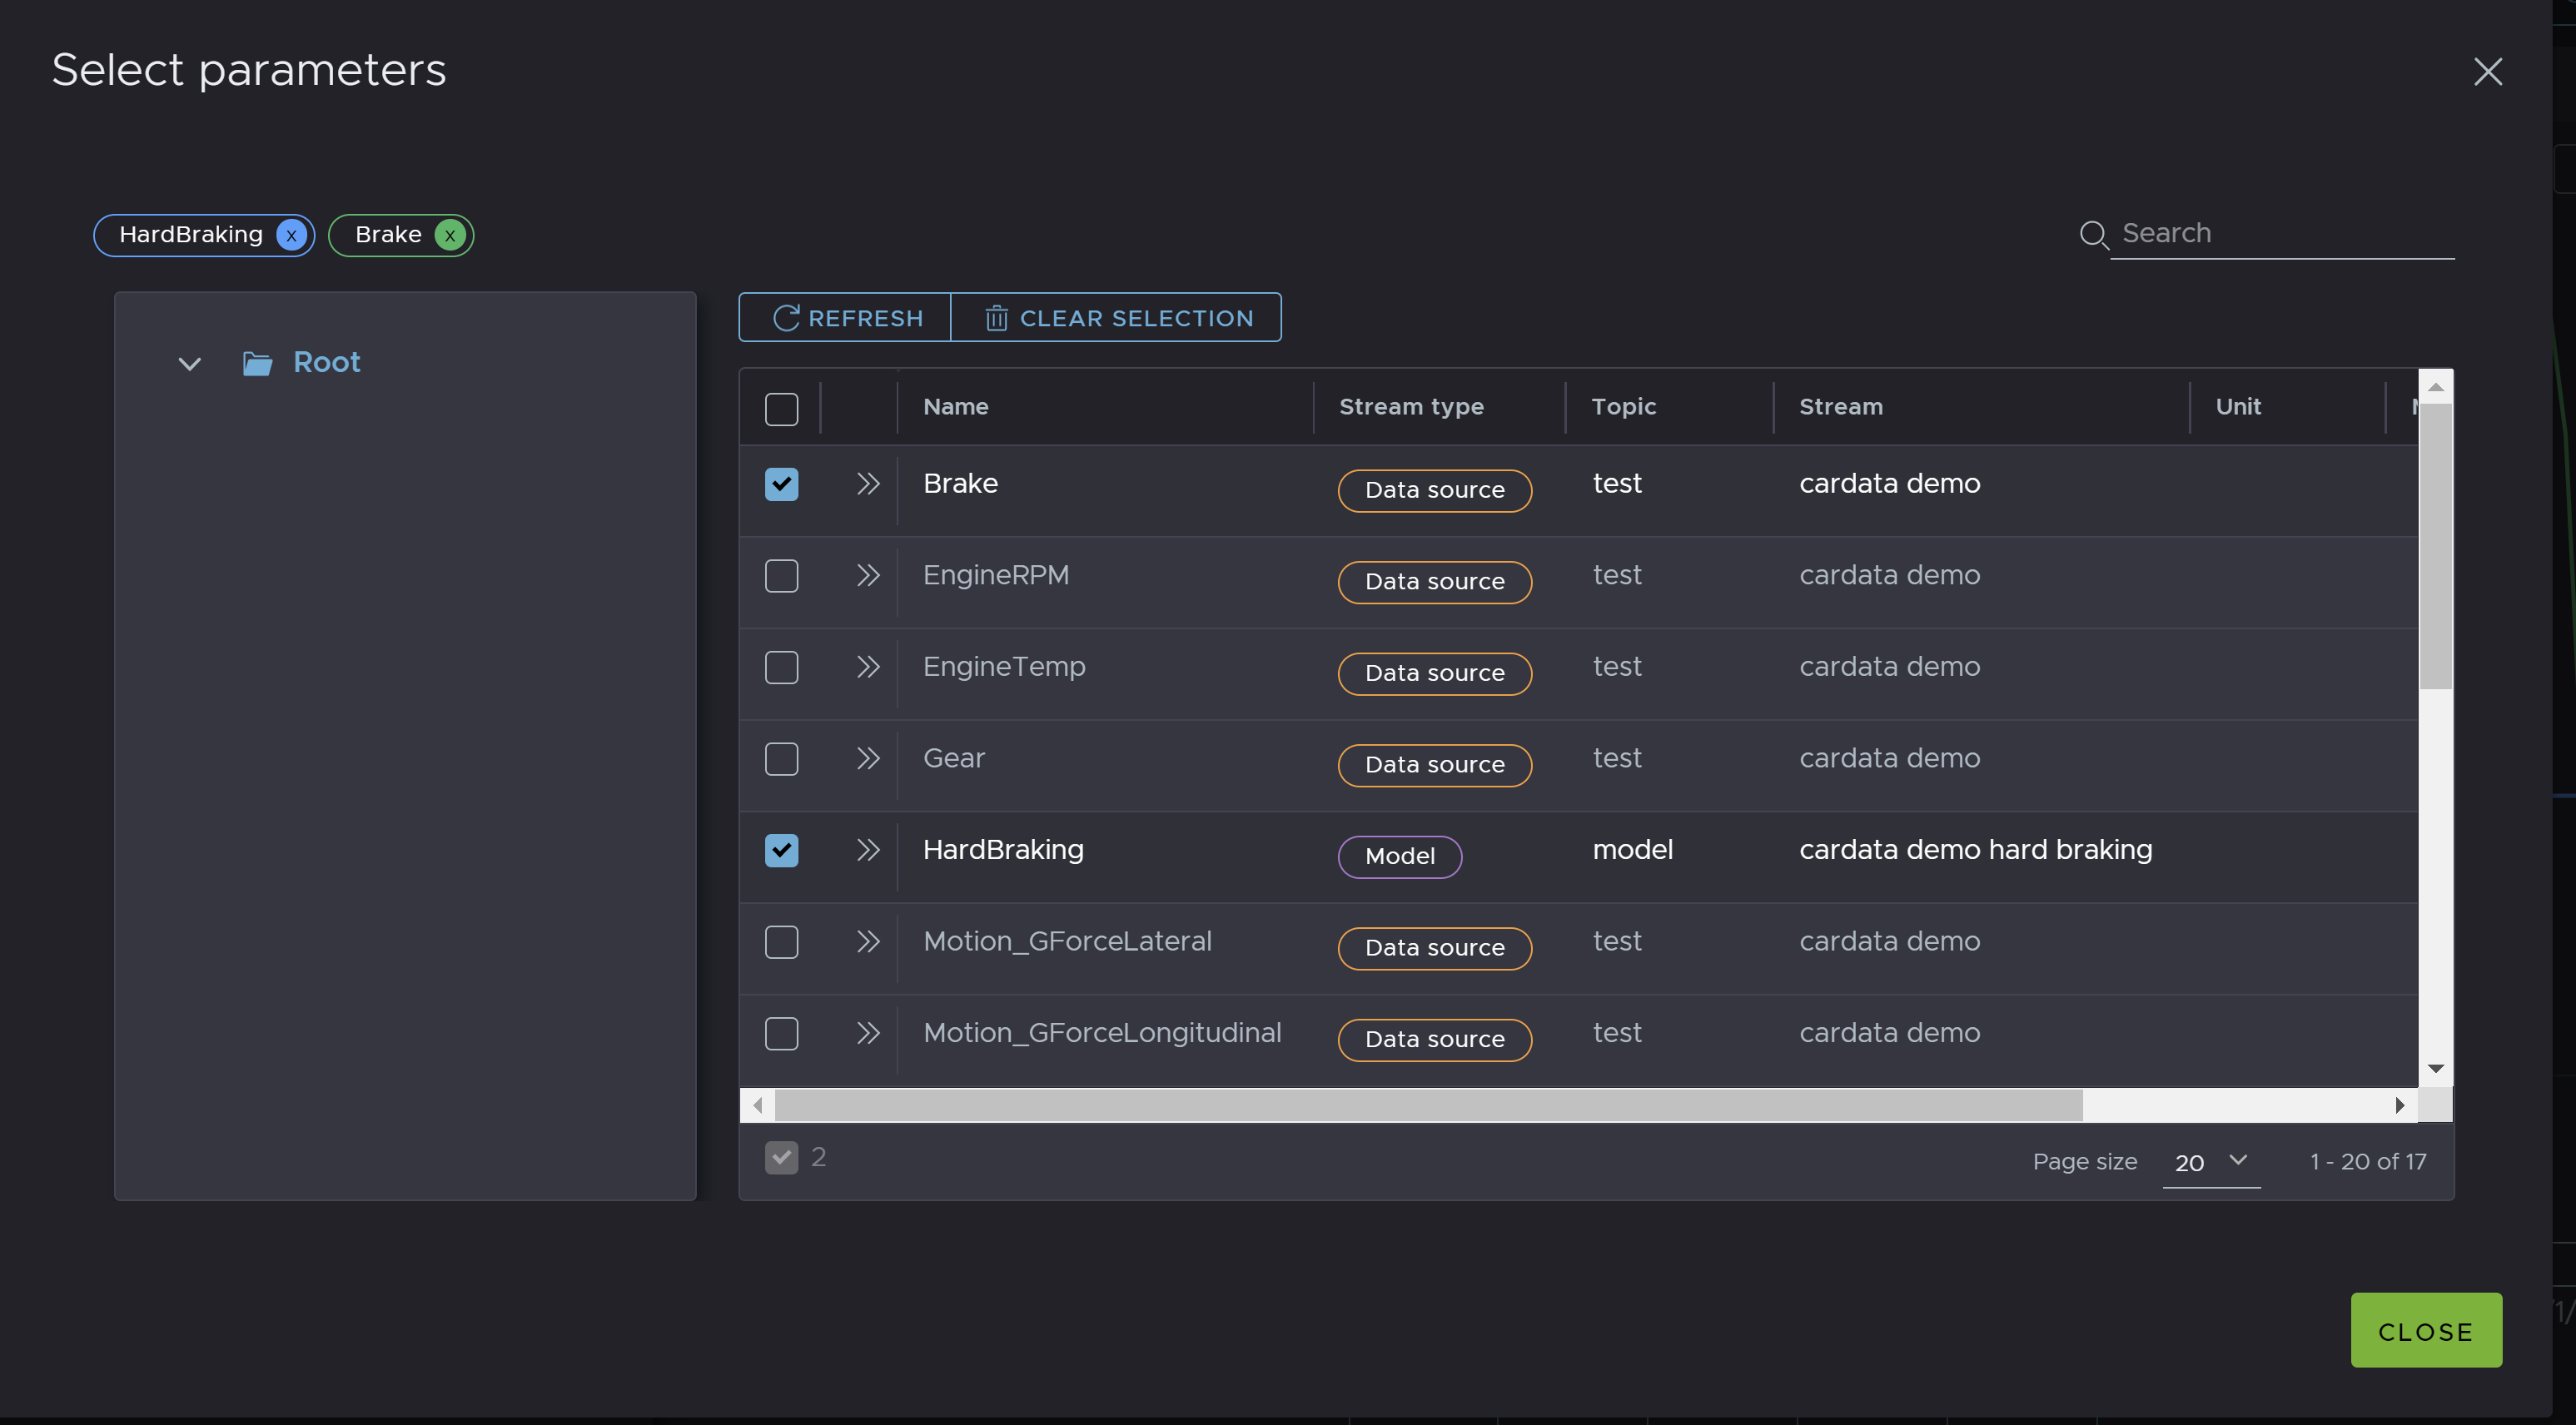 Select parameters
HardBraking x Brake x
Search
Root
REFRESH CLEAR SELECTION
Name Stream type Topic Stream Unit
Brake Data source test cardata demo
EngineRPM Data source test cardata demo
EngineTemp Data source test cardata demo
Gear Data source test cardata demo
HardBraking Model model cardata demo hard braking
Motion_GForceLateral Data source test cardata demo
Motion_GForceLongitudinal Data source test cardata demo
2 Page size 20 1 - 20 of 17
CLOSE